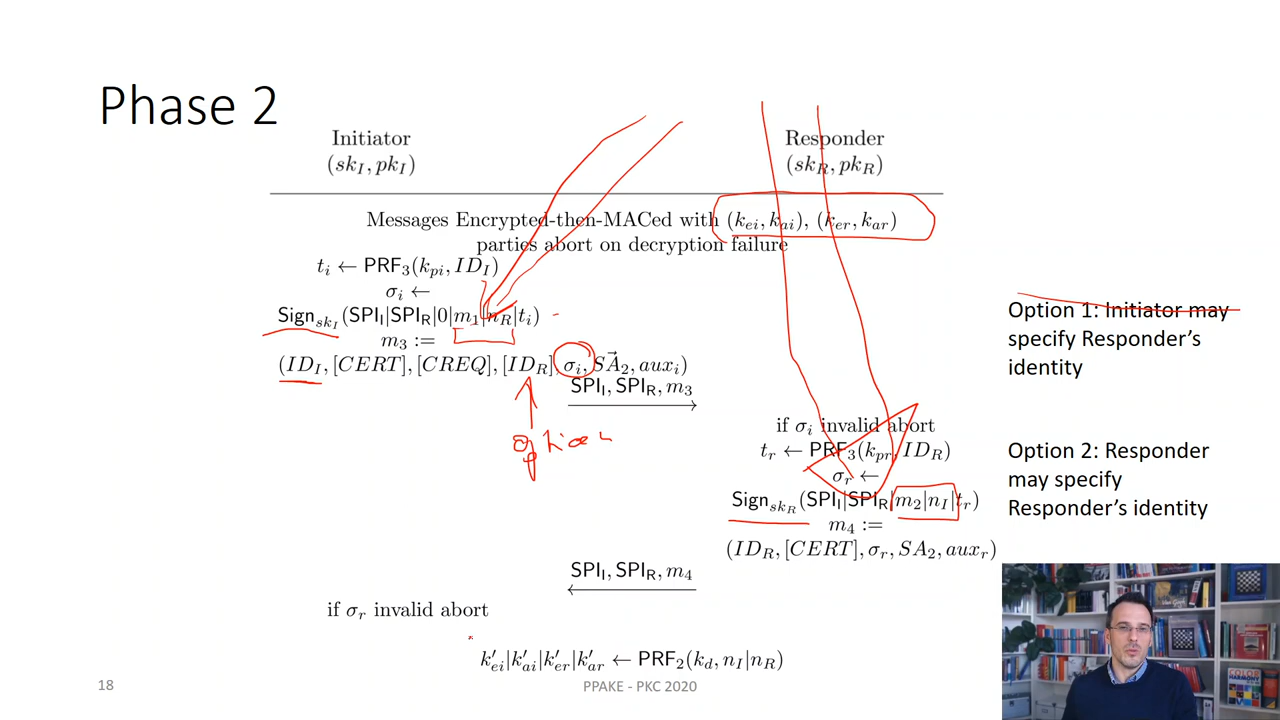 Phase 2
Initiator
(sk_I, pk_I)
Responder
(sk_R, pk_R)
Messages Encrypted-then-MACed with (k_ei, k_ai), (k_er, k_ar)
parties abort on decryption failure
t_i ← PRF_3(k_pi, ID_I)
σ_i ←
Sign_sk_I(SPI_I|SPI_R|0|m_1|n_R|t_i)
m_3 :=
(ID_I, [CERT], [CREQ], [ID_R], σ_i, S⃗A_2, aux_i)
SPI_I, SPI_R, m_3
if σ_i invalid abort
t_r ← PRF_3(k_pr, ID_R)
σ_r ←
Sign_sk_R(SPI_I|SPI_R|m_2|n_I|t_r)
m_4 :=
(ID_R, [CERT], σ_r, SA_2, aux_r)
SPI_I, SPI_R, m_4
if σ_r invalid abort
k′_ei|k′_ai|k′_er|k′_ar ← PRF_2(k_d, n_I|n_R)
Option 1: Initiator may
specify Responder's
identity
Option 2: Responder
may specify
Responder's identity
18
PPAKE - PKC 2020
COLOR
HARMONY